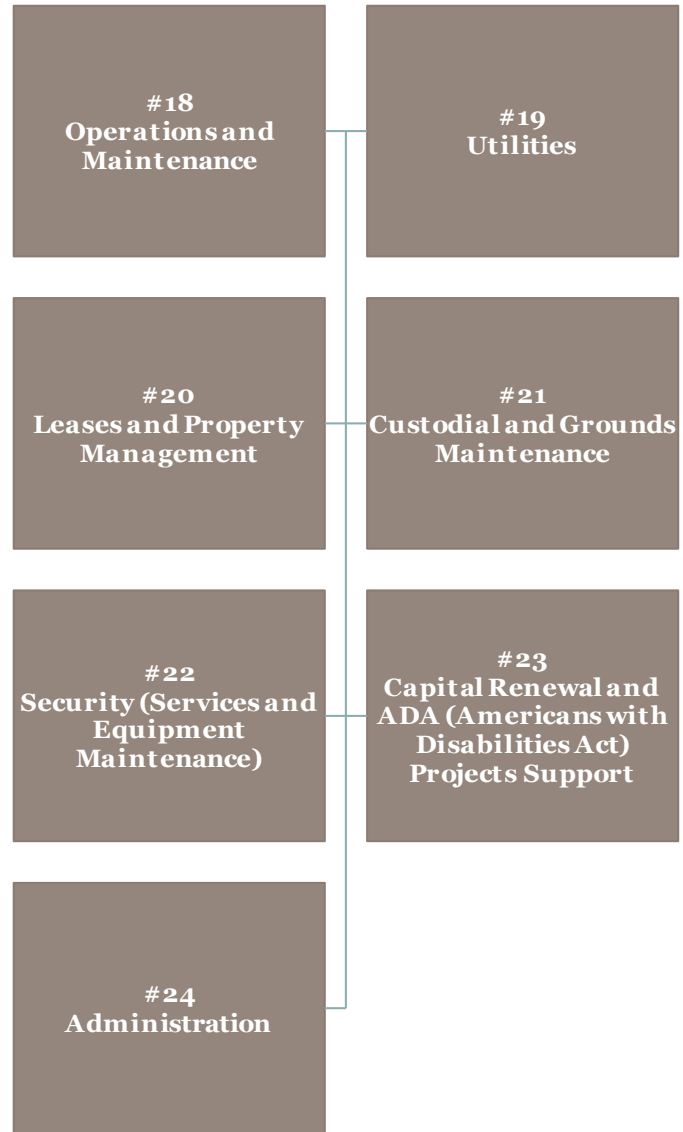 #18
Operations and
Maintenance
#19
Utilities
#20
Leases and Property
Management
#21
Custodial and Grounds
Maintenance
#22
Security (Services and
Equipment
Maintenance)
#23
Capital Renewal and
ADA (Americans with
Disabilities Act)
Projects Support
#24
Administration